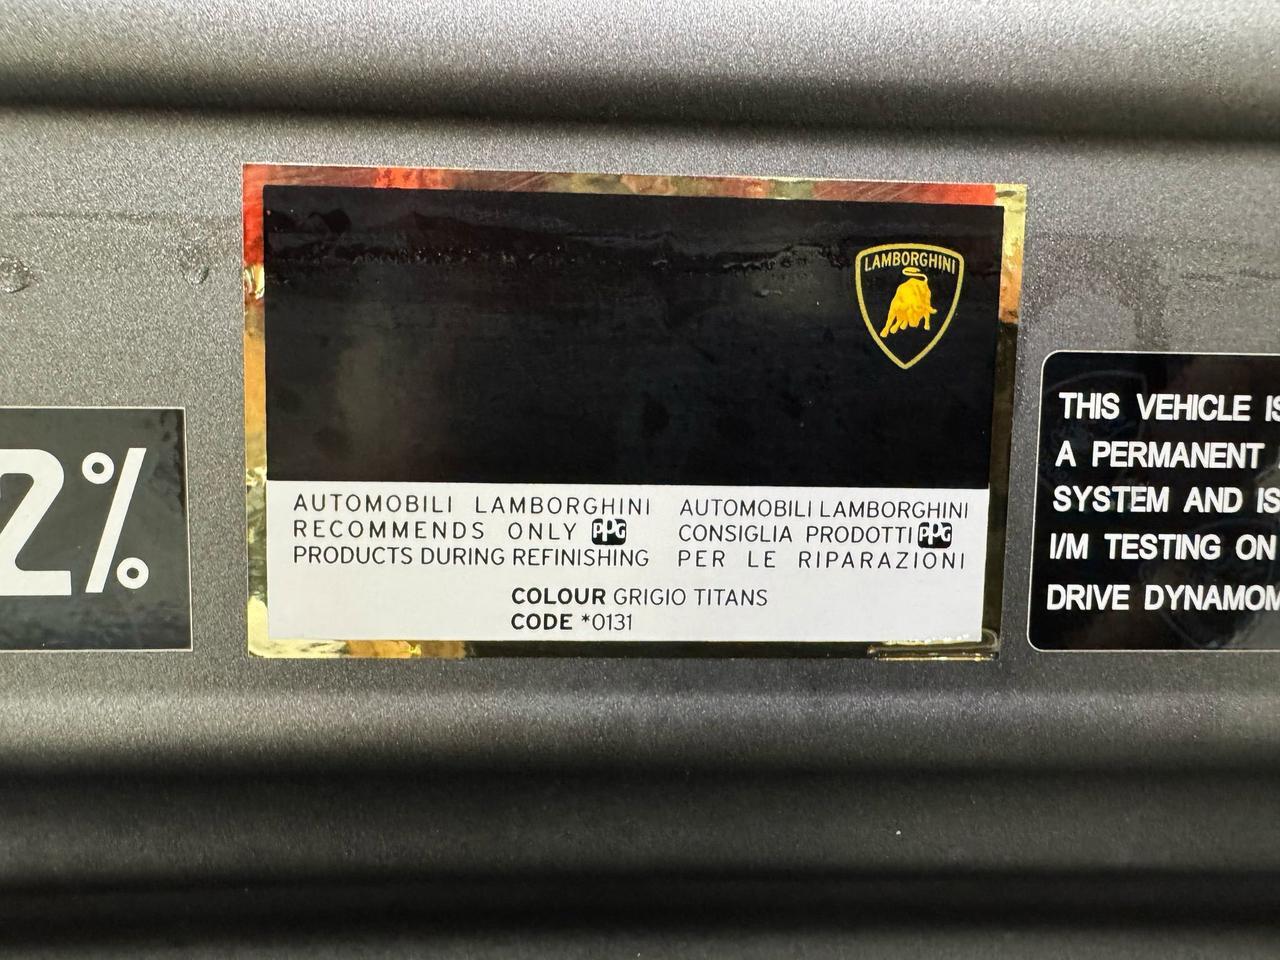 LAMBORGHINI
2%
AUTOMOBILI LAMBORGHINI
RECOMMENDS ONLY PPG
PRODUCTS DURING REFINISHING
AUTOMOBILI LAMBORGHINI
CONSIGLIA PRODOTTI PPG
PER LE RIPARAZIONI
COLOUR GRIGIO TITANS
CODE *0131
THIS VEHICLE IS
A PERMANENT
SYSTEM AND IS
I/M TESTING ON
DRIVE DYNAMOM